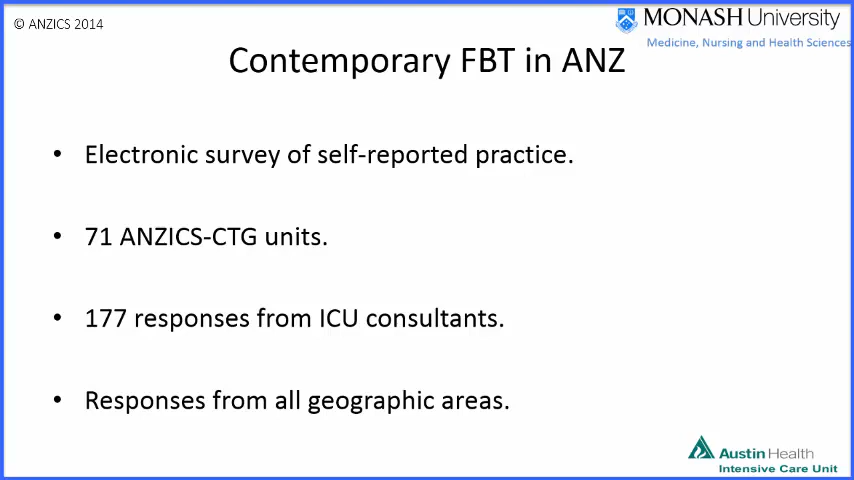 © ANZICS 2014
MONASH University
Medicine, Nursing and Health Sciences
Contemporary FBT in ANZ
• Electronic survey of self-reported practice.
• 71 ANZICS-CTG units.
• 177 responses from ICU consultants.
• Responses from all geographic areas.
Austin Health
Intensive Care Unit